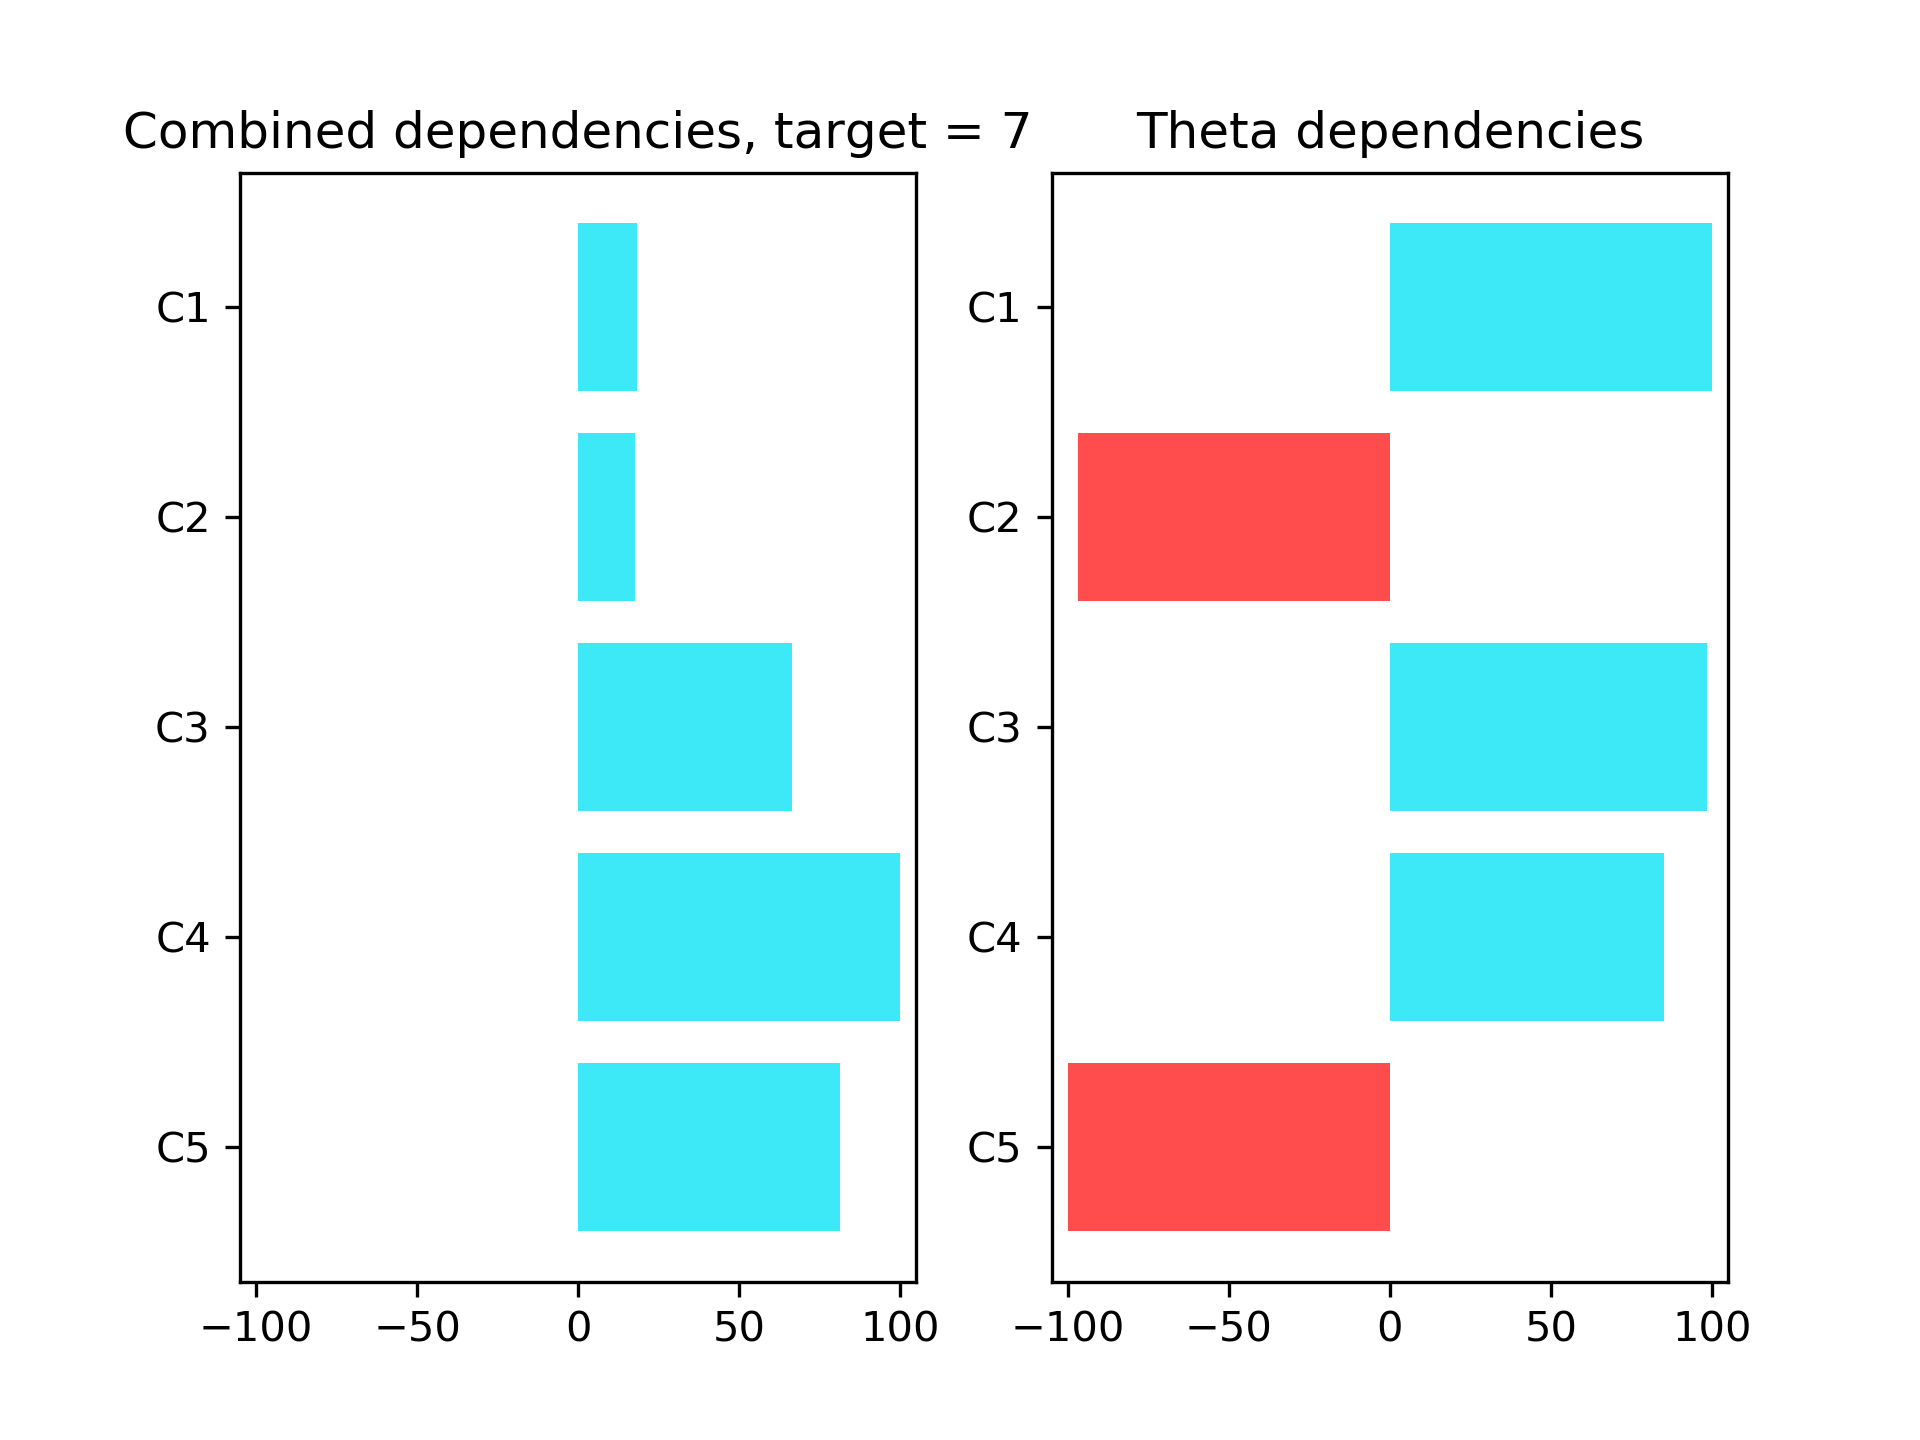 Combined dependencies, target = 7
C1
C2
C3
C4
C5
−100
−50
0
50
100
Theta dependencies
C1
C2
C3
C4
C5
−100
−50
0
50
100